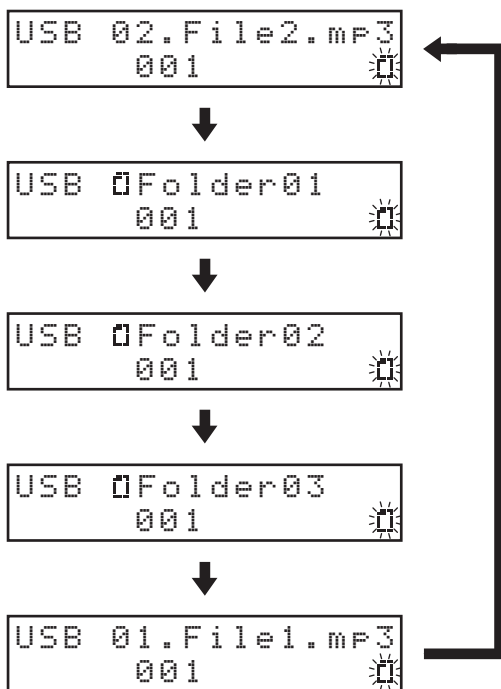 USB 02.File2.mp3
001
USB Folder01
001
USB Folder02
001
USB Folder03
001
USB 01.File1.mp3
001